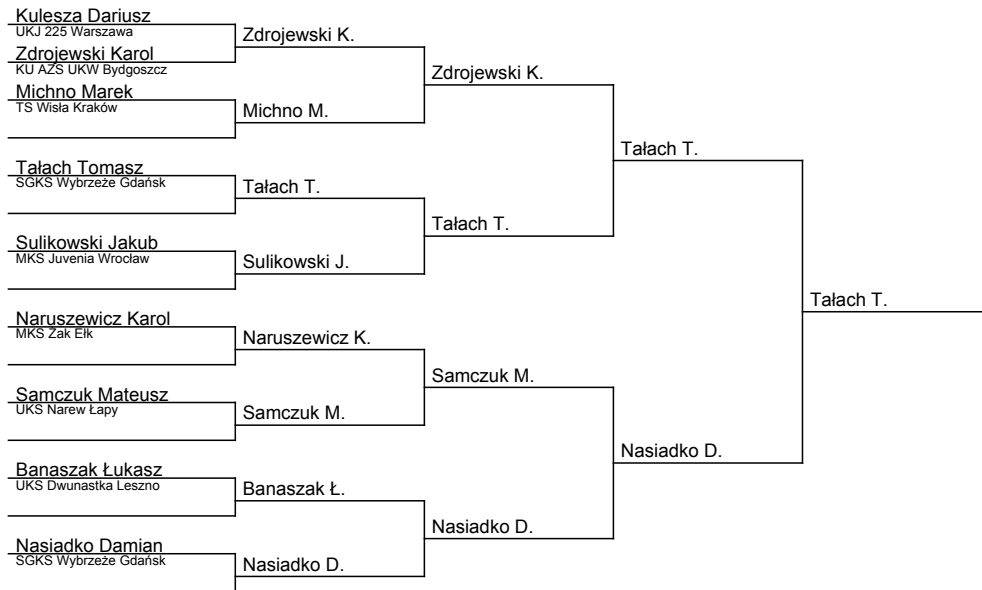 Kulesza Dariusz
UKJ 225 Warszawa
Zdrojewski K.
Zdrojewski Karol
KU AZS UKW Bydgoszcz
Zdrojewski K.
Michno Marek
TS Wisła Kraków
Michno M.
Tałach T.
Tałach Tomasz
SGKS Wybrzeże Gdańsk
Tałach T.
Tałach T.
Sulikowski Jakub
MKS Juvenia Wrocław
Sulikowski J.
Tałach T.
Naruszewicz Karol
MKS Żak Ełk
Naruszewicz K.
Samczuk M.
Samczuk Mateusz
UKS Narew Łapy
Samczuk M.
Nasiadko D.
Banaszak Łukasz
UKS Dwunastka Leszno
Banaszak Ł.
Nasiadko D.
Nasiadko Damian
SGKS Wybrzeże Gdańsk
Nasiadko D.